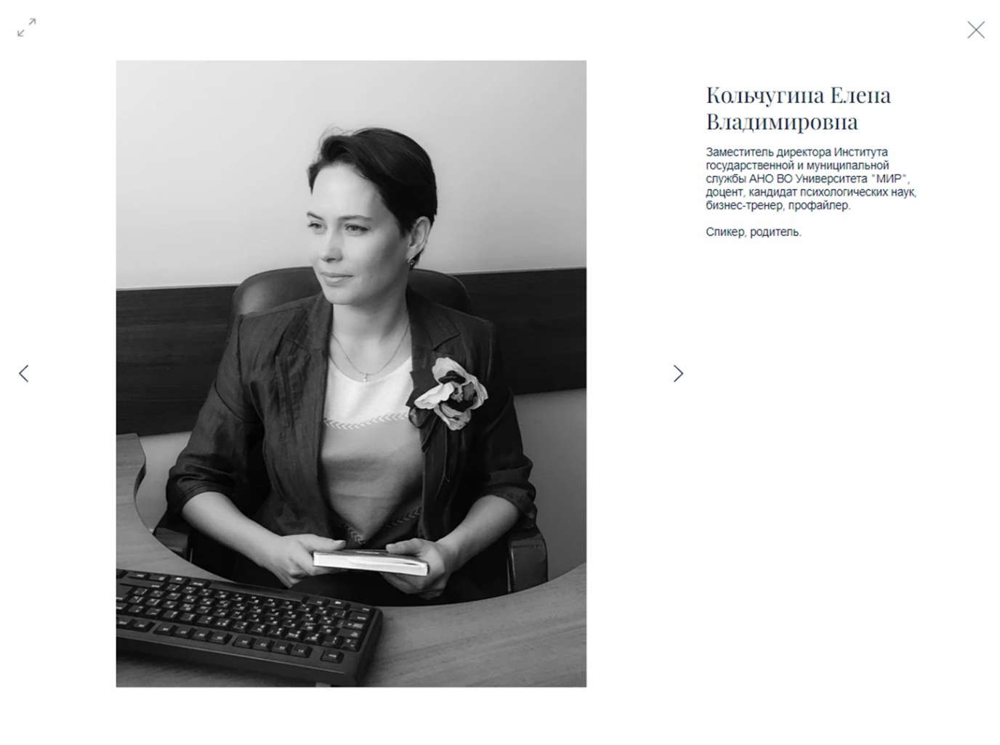 Кольчугина Елена
Владимировна
Заместитель директора Института
государственной и муниципальной
службы АНО ВО Университета "МИР",
доцент, кандидат психологических наук,
бизнес-тренер, профайлер.
Спикер, родитель.